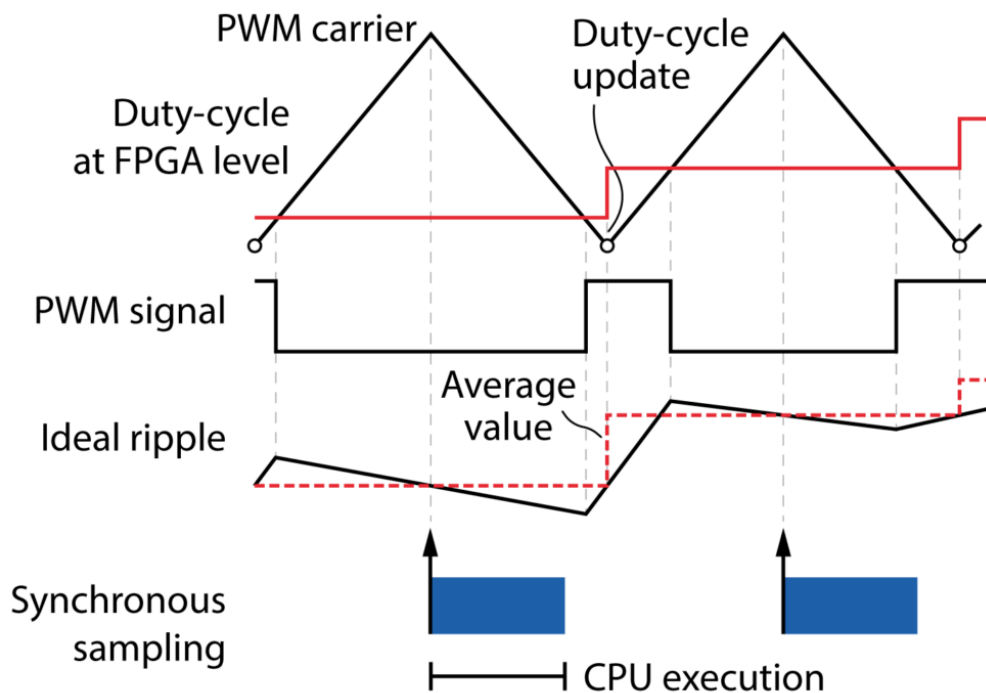 PWM carrier
Duty-cycle
update
Duty-cycle
at FPGA level
PWM signal
Average
value
Ideal ripple
Synchronous
sampling
CPU execution